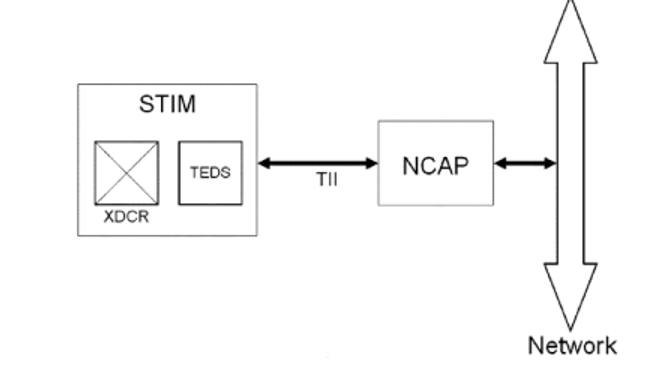 STIM
TEDS
XDCR
TII
NCAP
Network